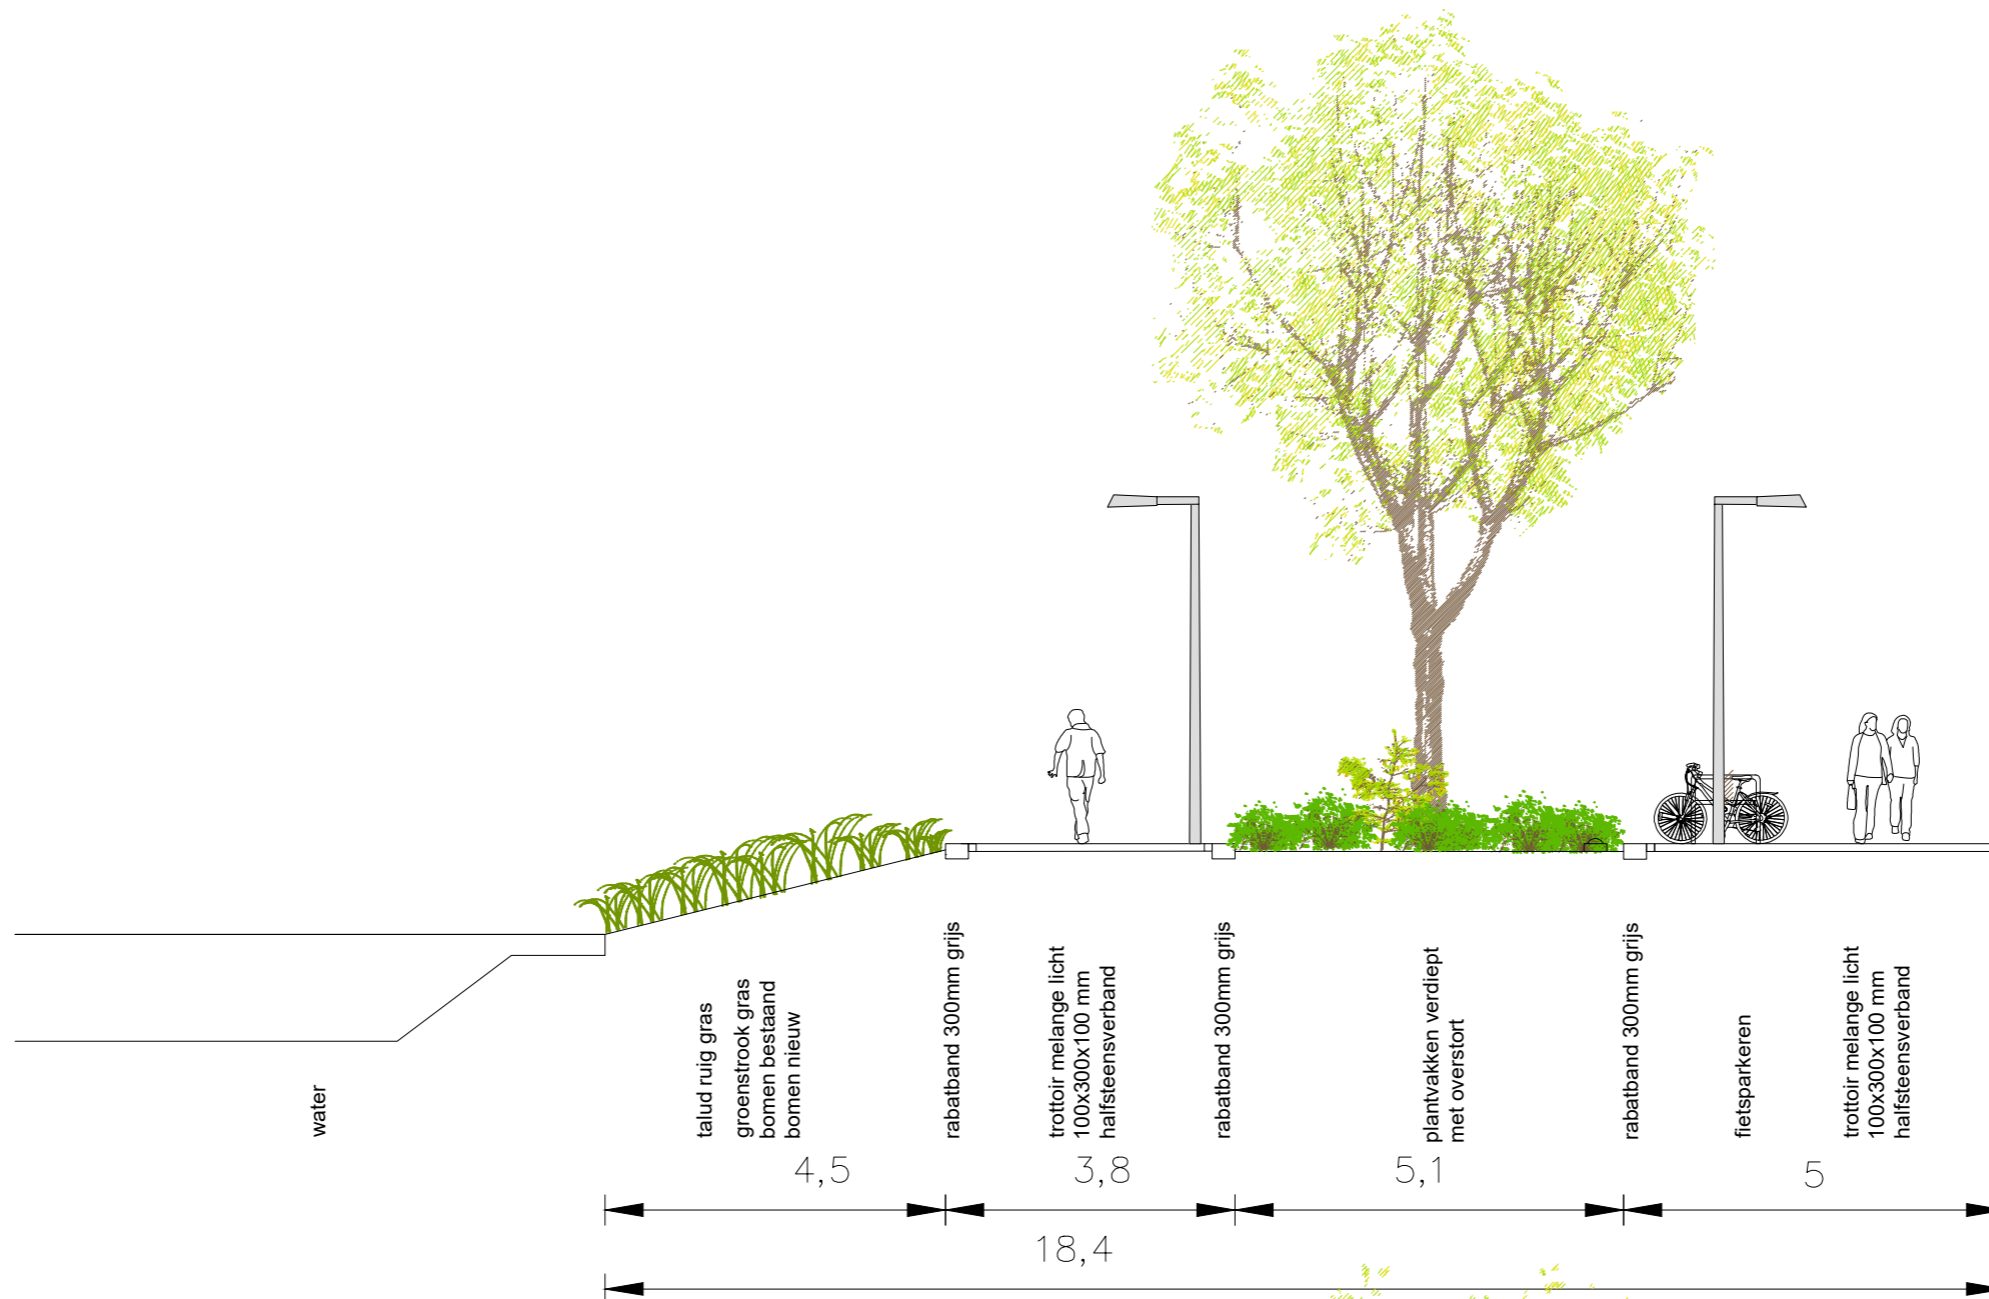 water
talud ruig gras
groenstrook gras
bomen bestaand
bomen nieuw
rabatband 300mm grijs
trottoir melange licht
100x300x100 mm
halfsteensverband
rabatband 300mm grijs
plantvakken verdiept
met overstort
rabatband 300mm grijs
fietsparkeren
trottoir melange licht
100x300x100 mm
halfsteensverband
4,5
3,8
5,1
5
18,4